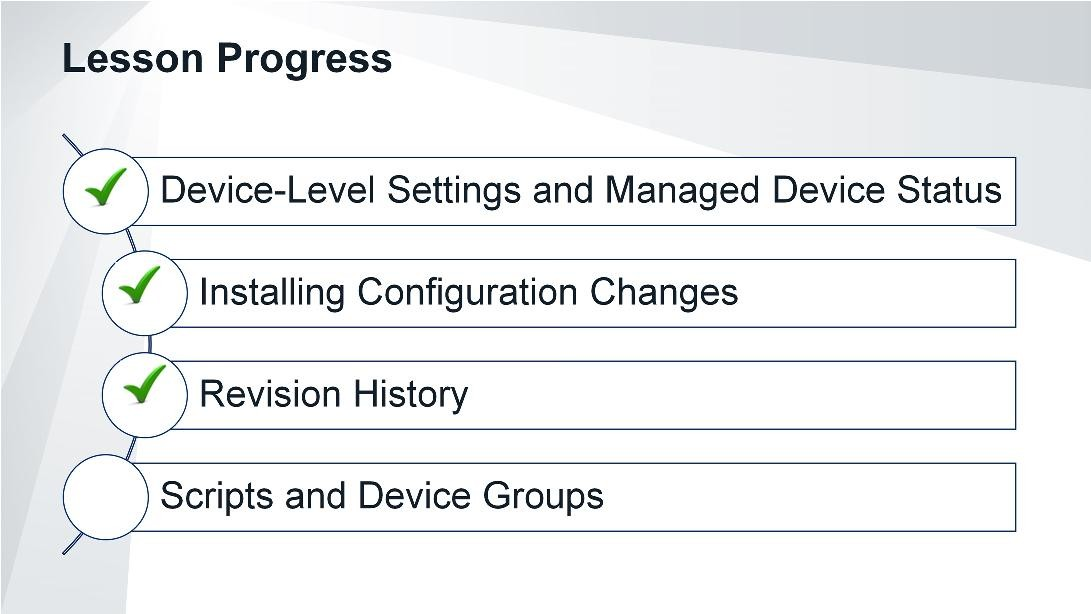 Lesson Progress
Device-Level Settings and Managed Device Status
Installing Configuration Changes
Revision History
Scripts and Device Groups